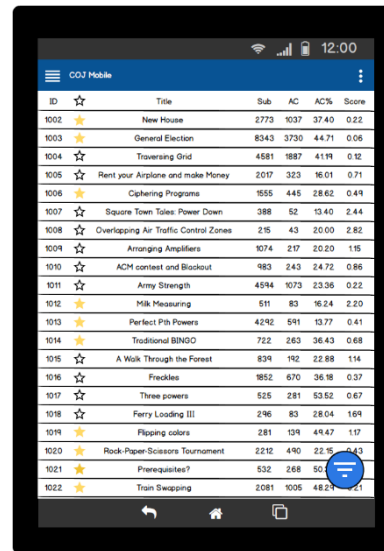 12:00
COJ Mobile
ID Title Sub AC AC% Score
1002 New House 2773 1037 37.40 0.22
1003 General Election 8343 3730 44.71 0.06
1004 Traversing Grid 4581 1887 41.19 0.12
1005 Rent your Airplane and make Money 2017 323 16.01 0.71
1006 Ciphering Programs 1555 445 28.62 0.49
1007 Square Town Tales: Power Down 388 52 13.40 2.44
1008 Overlapping Air Traffic Control Zones 215 43 20.00 2.82
1009 Arranging Amplifiers 1074 217 20.20 1.15
1010 ACM contest and Blackout 983 243 24.72 0.86
1011 Army Strength 4594 1073 23.36 0.22
1012 Milk Measuring 511 83 16.24 2.20
1013 Perfect Pth Powers 4292 591 13.77 0.41
1014 Traditional BINGO 722 263 36.43 0.68
1015 A Walk Through the Forest 839 192 22.88 1.14
1016 Freckles 1852 670 36.18 0.37
1017 Three powers 525 281 53.52 0.67
1018 Ferry Loading III 296 83 28.04 1.69
1019 Flipping colors 281 139 49.47 1.17
1020 Rock-Paper-Scissors Tournament 2212 490 22.15 0.43
1021 Prerequisites? 532 268
1022 Train Swapping 2081 1005 48.29